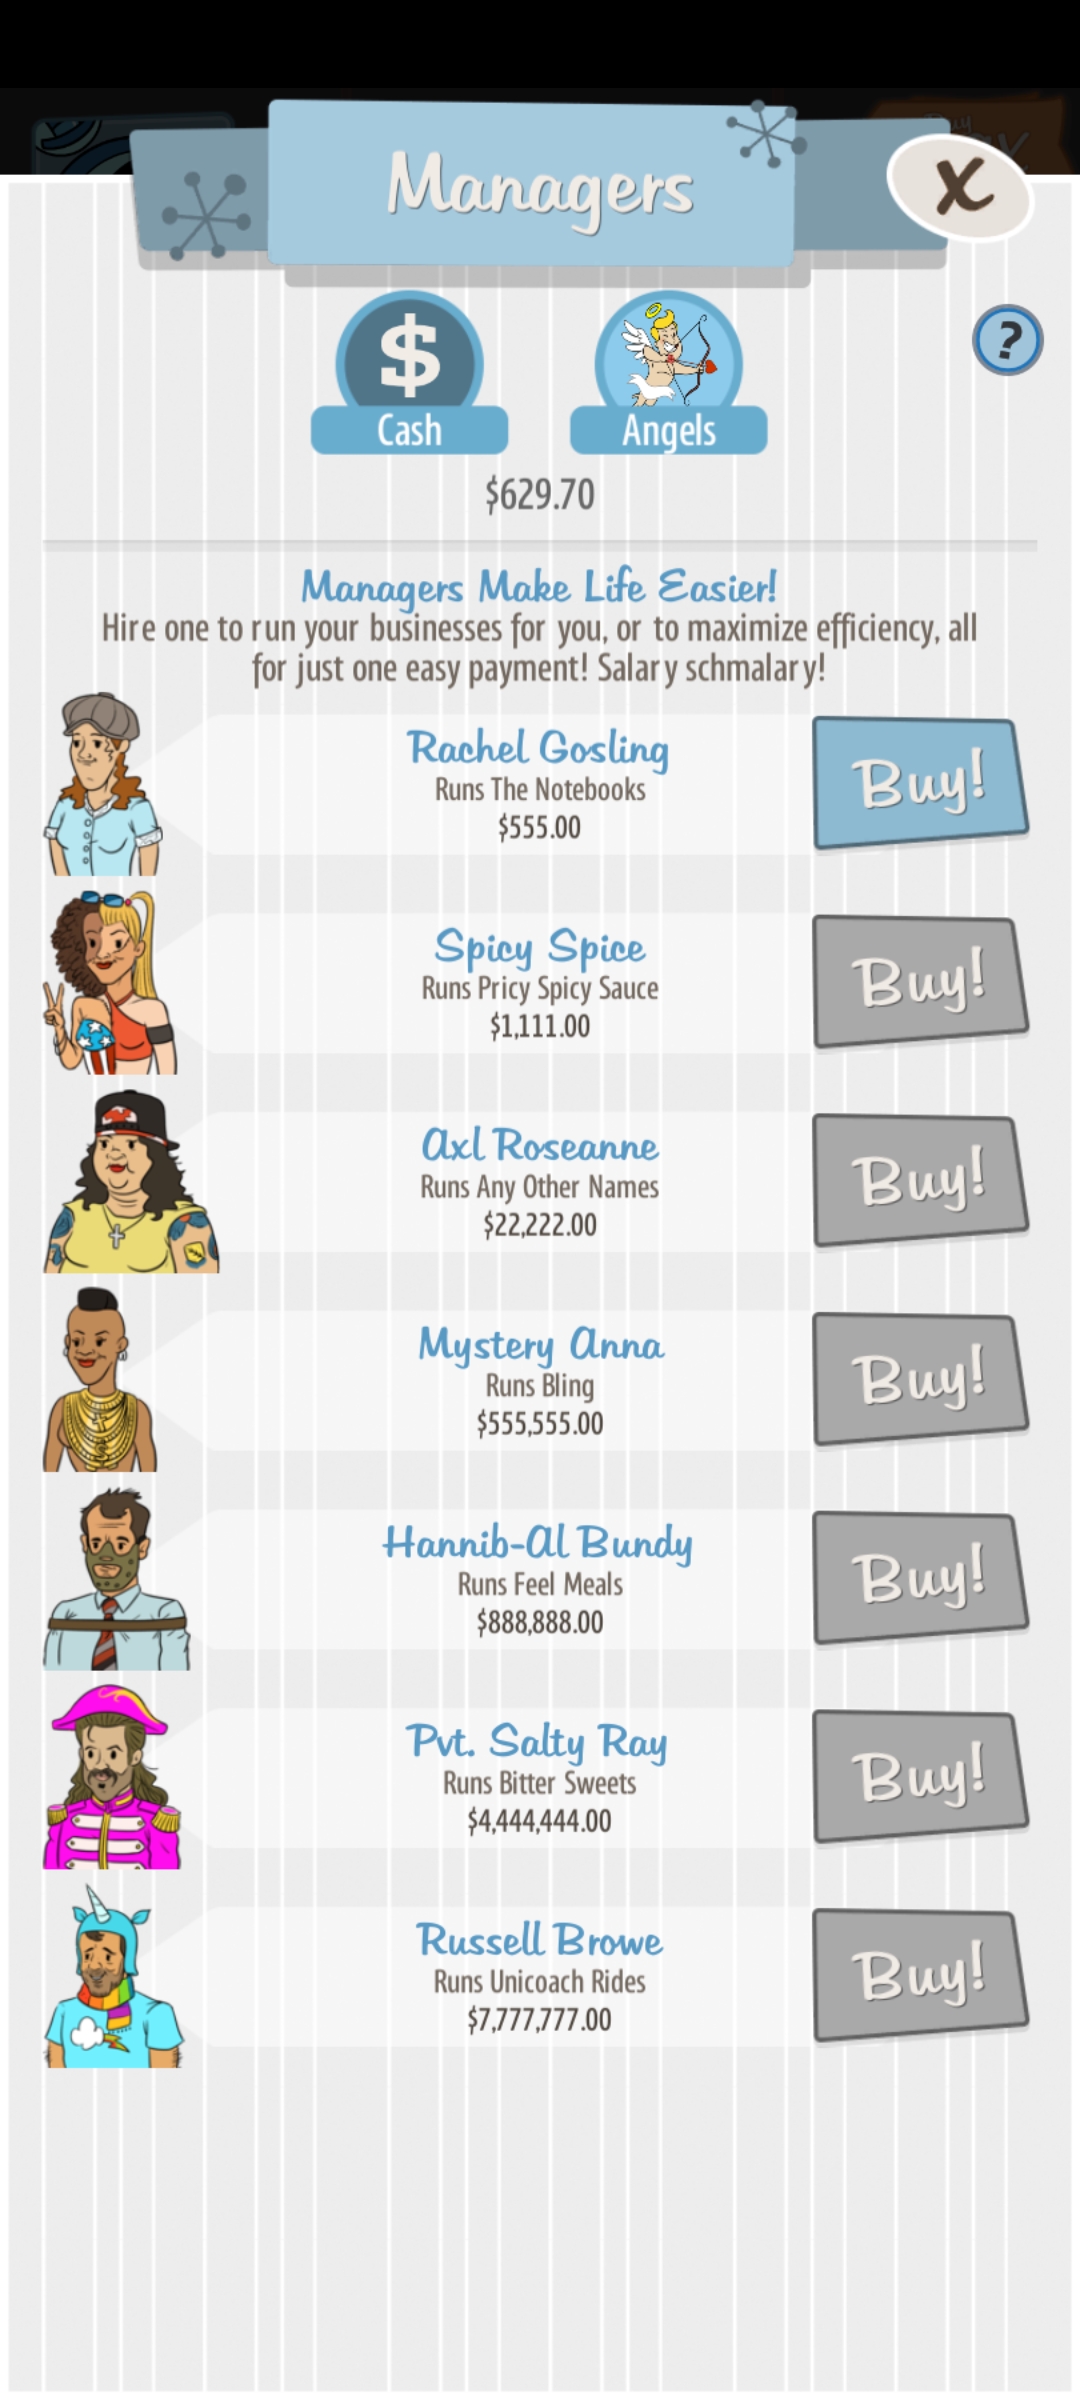 Managers
X
$
Cash
Angels
?
$629.70
Managers Make Life Easier!
Hire one to run your businesses for you, or to maximize efficiency, all
for just one easy payment! Salary schmalary!
Rachel Gosling
Runs The Notebooks
$555.00
Buy!
Spicy Spice
Runs Pricy Spicy Sauce
$1,111.00
Buy!
Axl Roseanne
Runs Any Other Names
$22,222.00
Buy!
Mystery Anna
Runs Bling
$555,555.00
Buy!
Hannib-Al Bundy
Runs Feel Meals
$888,888.00
Buy!
Pvt. Salty Ray
Runs Bitter Sweets
$4,444,444.00
Buy!
Russell Browe
Runs Unicoach Rides
$7,777,777.00
Buy!